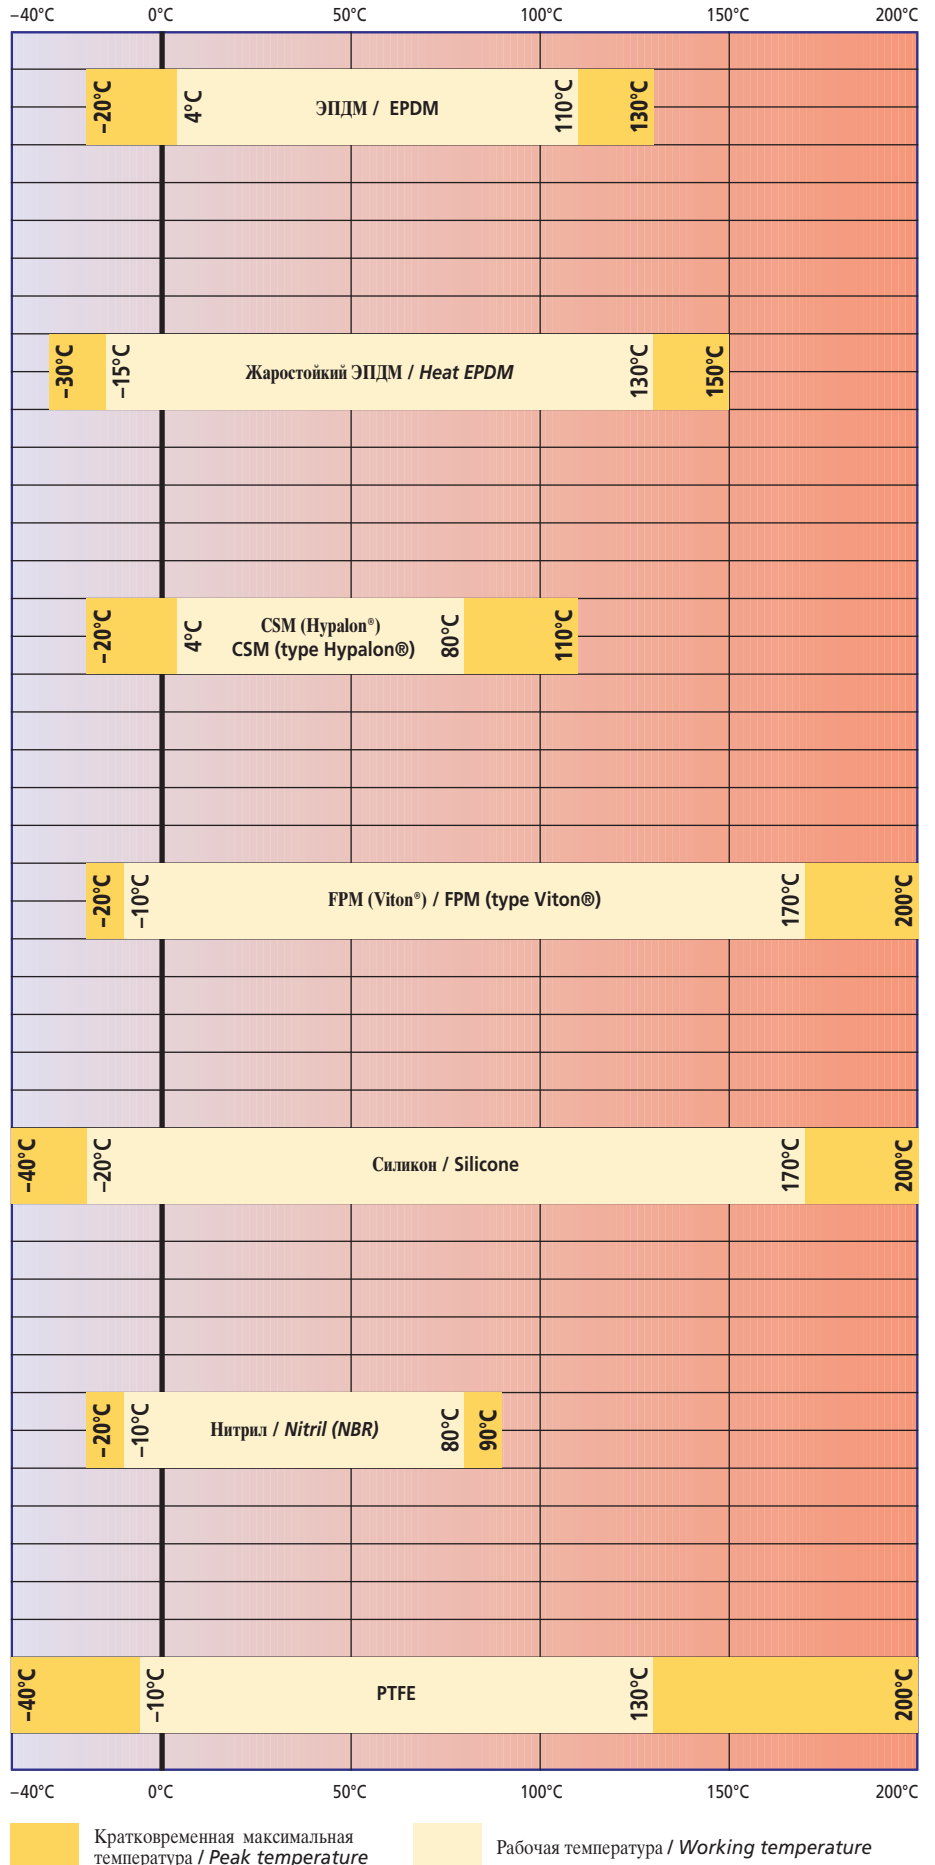 −40°C 0°C 50°C 100°C 150°C 200°C
−20°C 4°C ЭПДМ / EPDM 110°C 130°C
−30°C −15°C Жаростойкий ЭПДМ / Heat EPDM 130°C 150°C
−20°C 4°C CSM (Hypalon®) 80°C 110°C
CSM (type Hypalon®)
−20°C −10°C FPM (Viton®) / FPM (type Viton®) 170°C 200°C
−40°C −20°C Силикон / Silicone 170°C 200°C
−20°C −10°C Нитрил / Nitril (NBR) 80°C 90°C
−40°C −10°C PTFE 130°C 200°C
−40°C 0°C 50°C 100°C 150°C 200°C
Кратковременная максимальная
температура / Peak temperature
Рабочая температура / Working temperature